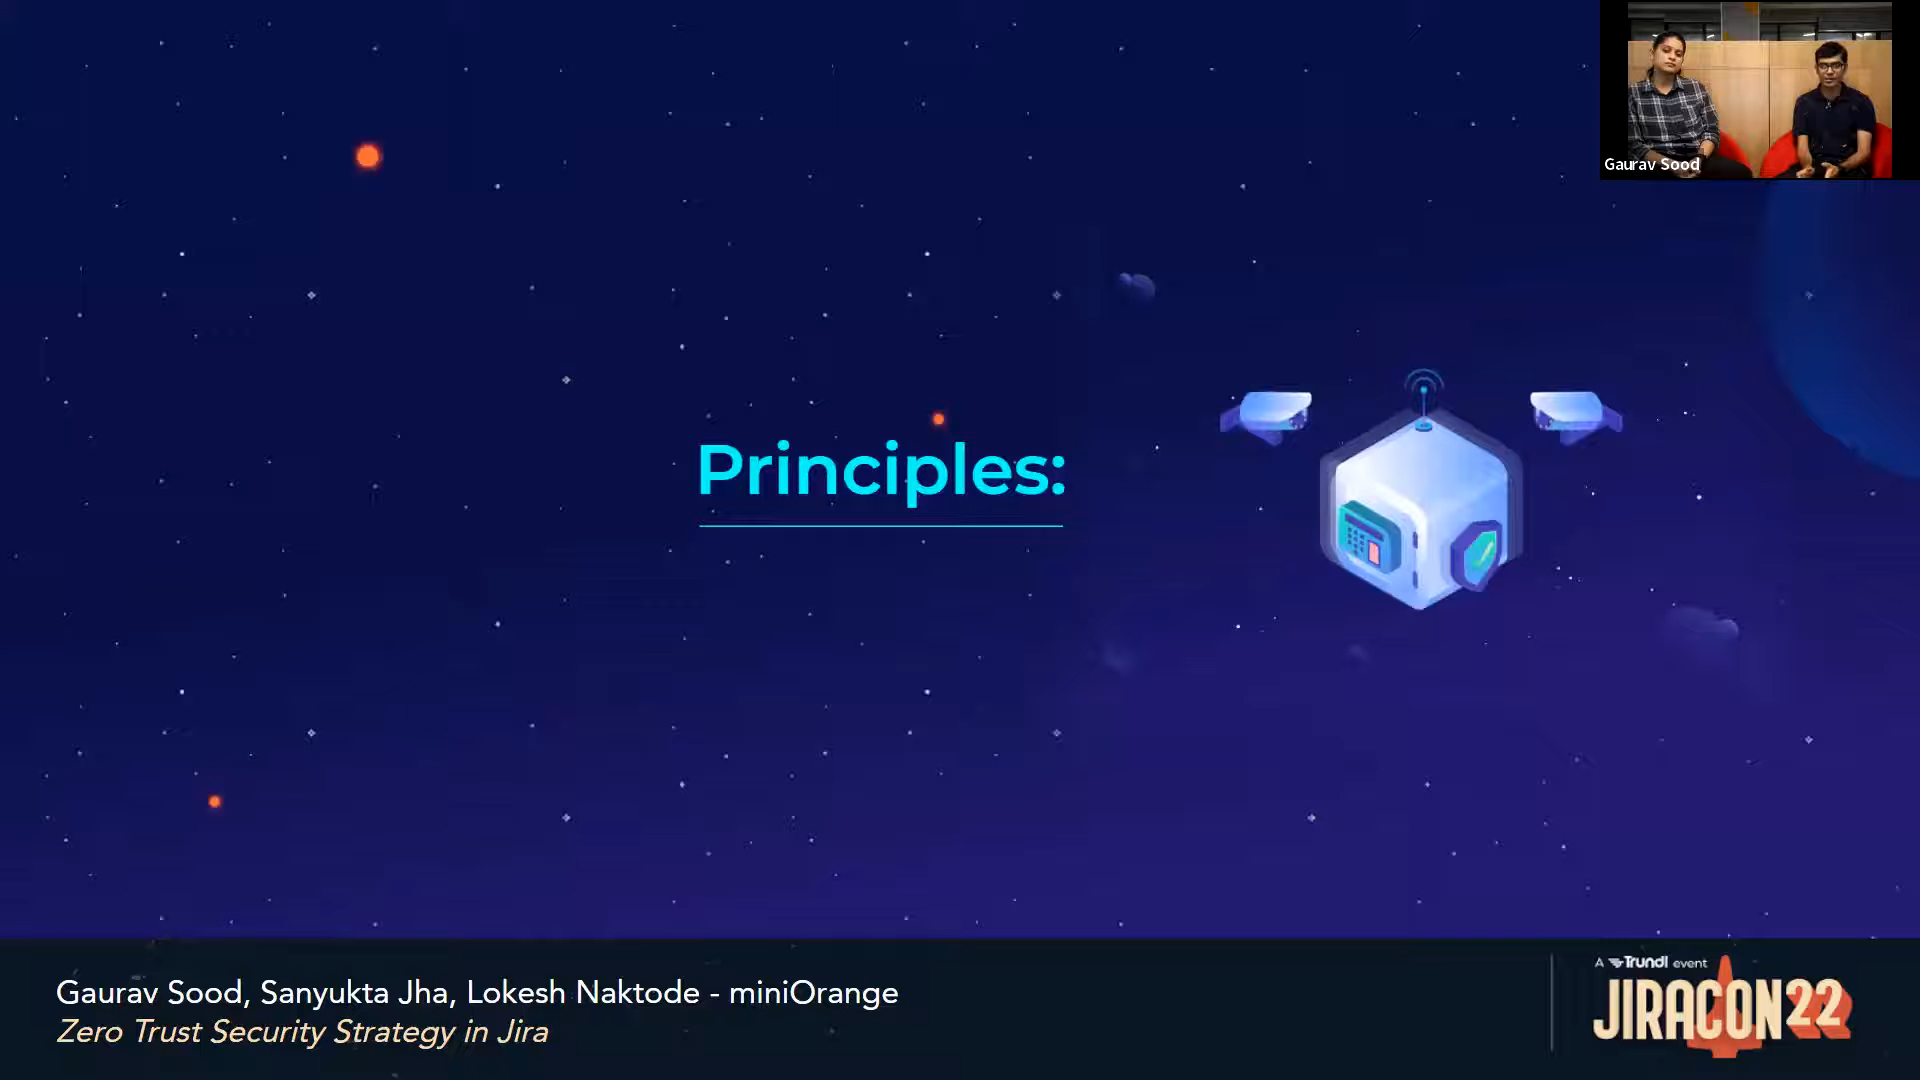 Gaurav Sood
Principles:
Gaurav Sood, Sanyukta Jha, Lokesh Naktode - miniOrange
Zero Trust Security Strategy in Jira
A Trundl event
JIRACON22